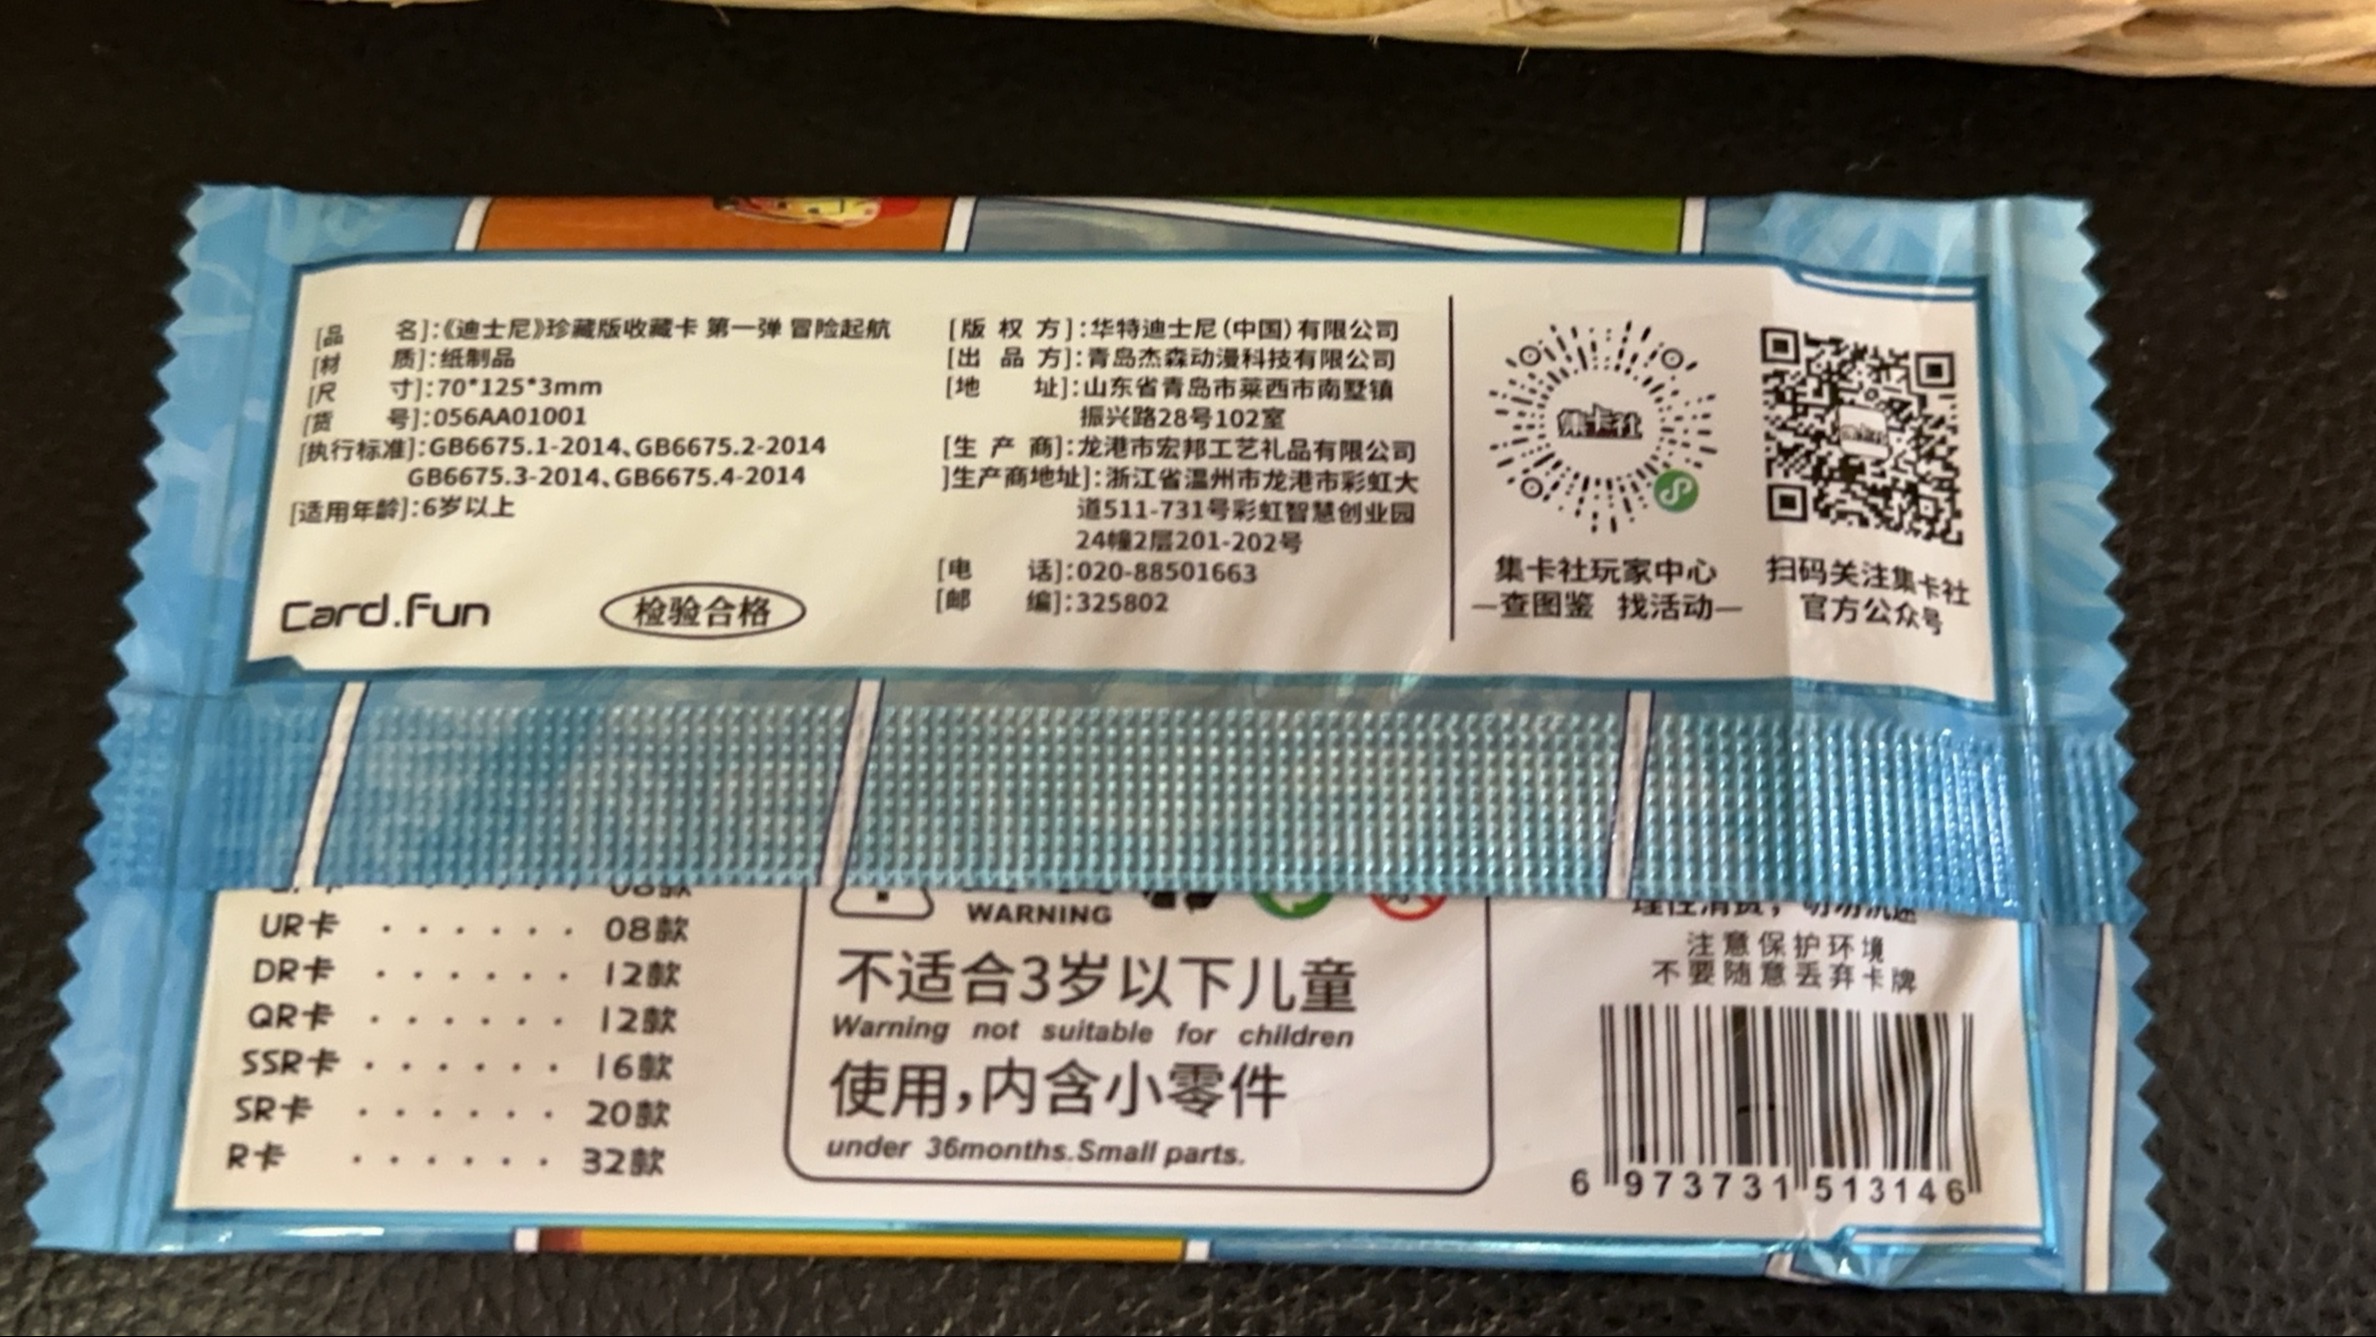 [品 名]:《迪士尼》珍藏版收藏卡 第一弹 冒险起航
[材 质]:纸制品
[尺 寸]:70*125*3mm
[货 号]:056AA01001
[执行标准]:GB6675.1-2014、GB6675.2-2014
GB6675.3-2014、GB6675.4-2014
[适用年龄]:6岁以上
Card.Fun
检验合格
[版 权 方]:华特迪士尼(中国)有限公司
[出 品 方]:青岛杰森动漫科技有限公司
[地 址]:山东省青岛市莱西市南墅镇
振兴路28号102室
[生 产 商]:龙港市宏邦工艺礼品有限公司
]生产商地址]:浙江省温州市龙港市彩虹大
道511-731号彩虹智慧创业园
24幢2层201-202号
[电 话]:020-88501663
[邮 编]:325802
集卡社
集卡社玩家中心
—查图鉴 找活动—
扫码关注集卡社
官方公众号
08款
UR卡 · · · · · · 08款
DR卡 · · · · · · 12款
QR卡 · · · · · · 12款
SSR卡 · · · · · · 16款
SR卡 · · · · · · 20款
R卡 · · · · · · 32款
WARNING
不适合3岁以下儿童
Warning not suitable for children
使用,内含小零件
under 36months.Small parts.
理性消费,切勿沉迷
注意保护环境
不要随意丢弃卡牌
6 973731 513146